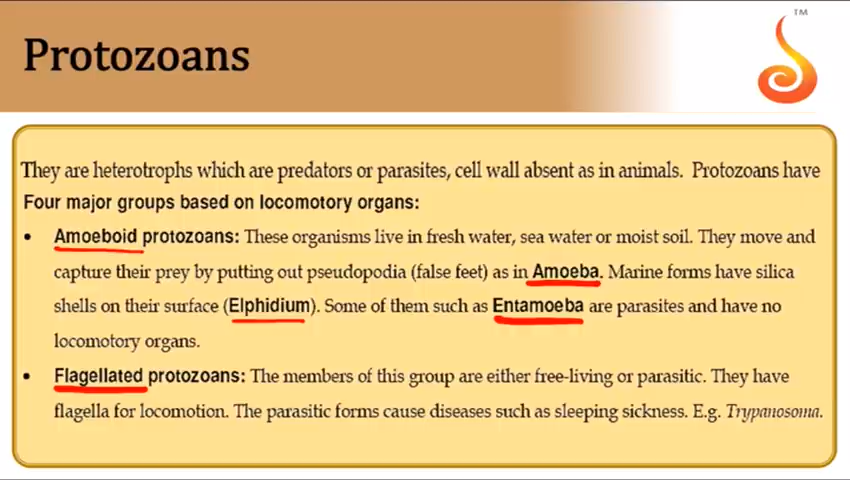 TM
Protozoans
They are heterotrophs which are predators or parasites, cell wall absent as in animals. Protozoans have
Four major groups based on locomotory organs:
• Amoeboid protozoans: These organisms live in fresh water, sea water or moist soil. They move and
capture their prey by putting out pseudopodia (false feet) as in Amoeba. Marine forms have silica
shells on their surface (Elphidium). Some of them such as Entamoeba are parasites and have no
locomotory organs.
• Flagellated protozoans: The members of this group are either free-living or parasitic. They have
flagella for locomotion. The parasitic forms cause diseases such as sleeping sickness. E.g. Trypanosoma.